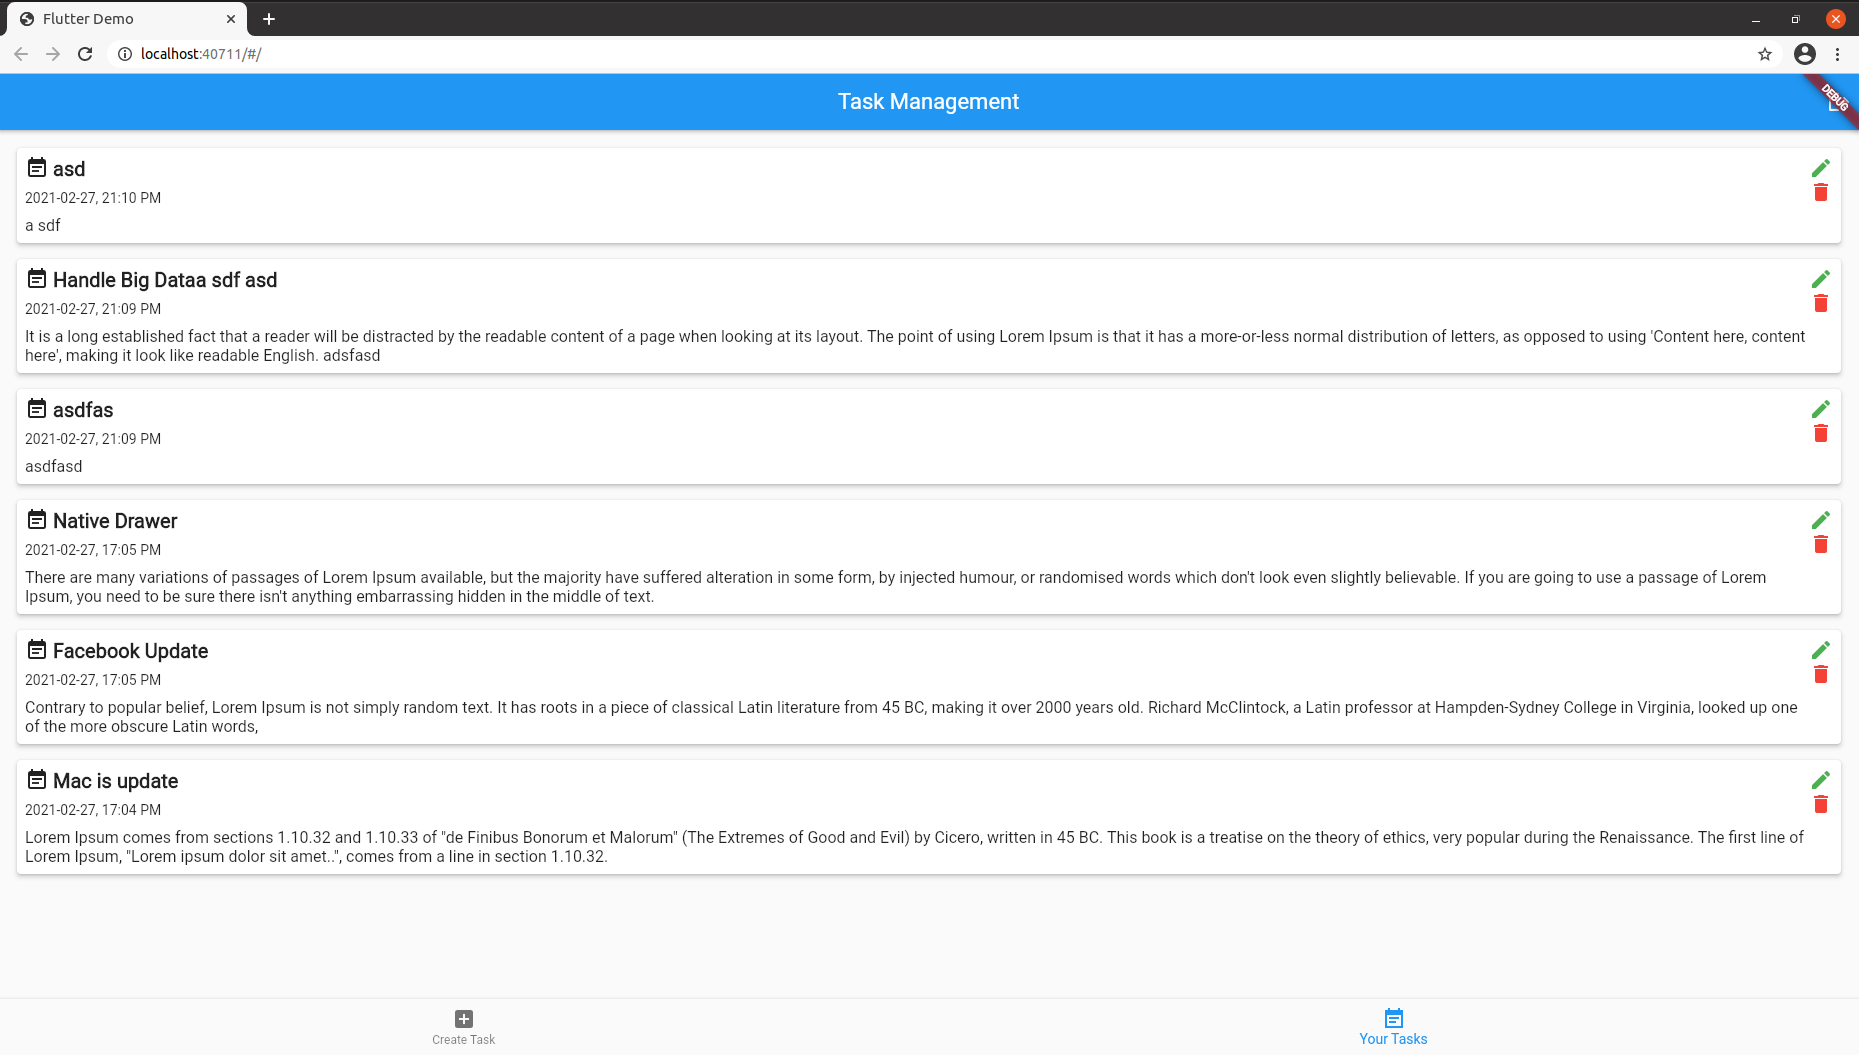 Flutter Demo
localhost:40711/#/
Task Management
DEBUG
asd
2021-02-27, 21:10 PM
a sdf
Handle Big Dataa sdf asd
2021-02-27, 21:09 PM
It is a long established fact that a reader will be distracted by the readable content of a page when looking at its layout. The point of using Lorem Ipsum is that it has a more-or-less normal distribution of letters, as opposed to using 'Content here, content
here', making it look like readable English. adsfasd
asdfas
2021-02-27, 21:09 PM
asdfasd
Native Drawer
2021-02-27, 17:05 PM
There are many variations of passages of Lorem Ipsum available, but the majority have suffered alteration in some form, by injected humour, or randomised words which don't look even slightly believable. If you are going to use a passage of Lorem
Ipsum, you need to be sure there isn't anything embarrassing hidden in the middle of text.
Facebook Update
2021-02-27, 17:05 PM
Contrary to popular belief, Lorem Ipsum is not simply random text. It has roots in a piece of classical Latin literature from 45 BC, making it over 2000 years old. Richard McClintock, a Latin professor at Hampden-Sydney College in Virginia, looked up one
of the more obscure Latin words,
Mac is update
2021-02-27, 17:04 PM
Lorem Ipsum comes from sections 1.10.32 and 1.10.33 of "de Finibus Bonorum et Malorum" (The Extremes of Good and Evil) by Cicero, written in 45 BC. This book is a treatise on the theory of ethics, very popular during the Renaissance. The first line of
Lorem Ipsum, "Lorem ipsum dolor sit amet..", comes from a line in section 1.10.32.
Create Task
Your Tasks